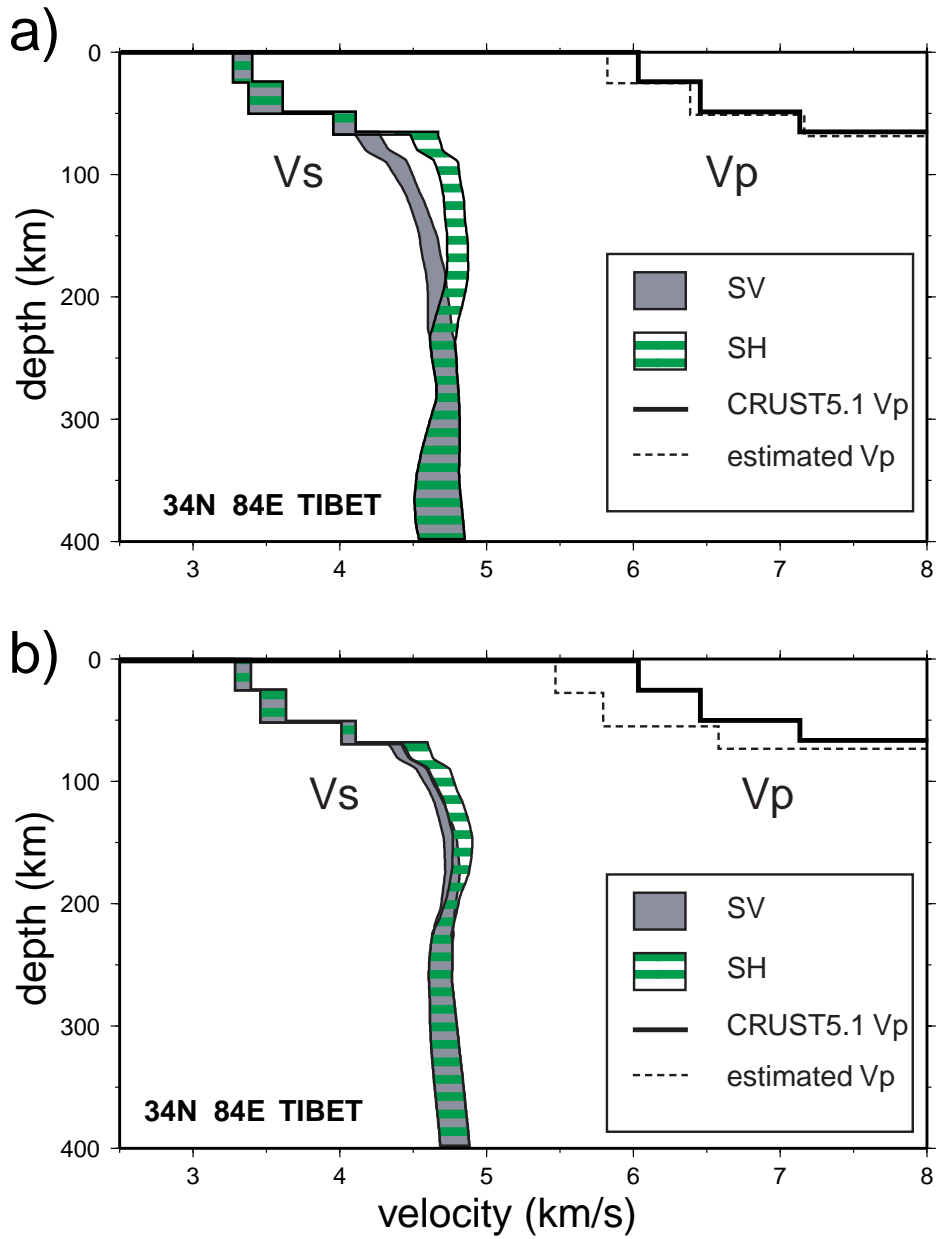 a)
0
100
200
300
400
depth (km)
Vs
Vp
SV
SH
CRUST5.1 Vp
estimated Vp
34N 84E TIBET
3
4
5
6
7
8
b)
0
100
200
300
400
depth (km)
Vs
Vp
SV
SH
CRUST5.1 Vp
estimated Vp
34N 84E TIBET
3
4
5
6
7
8
velocity (km/s)